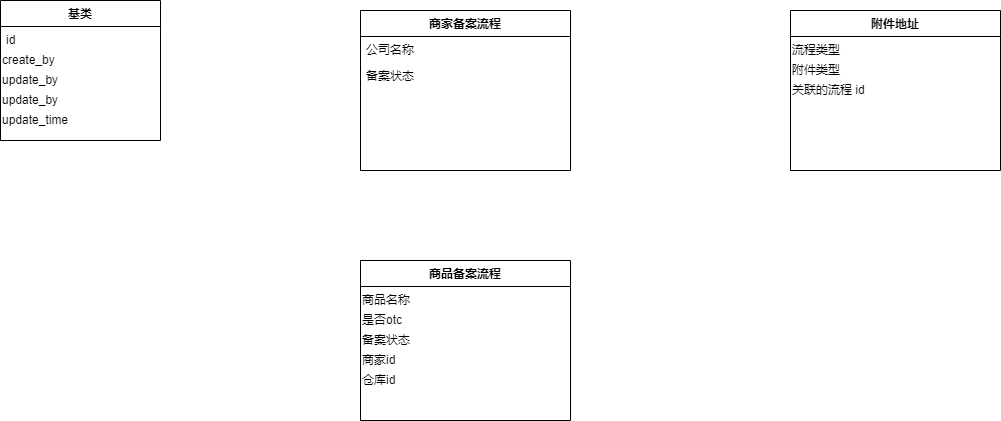 基类
id
create_by
update_by
update_by
update_time
商家备案流程
公司名称
备案状态
附件地址
流程类型
附件类型
关联的流程 id
商品备案流程
商品名称
是否otc
备案状态
商家id
仓库id